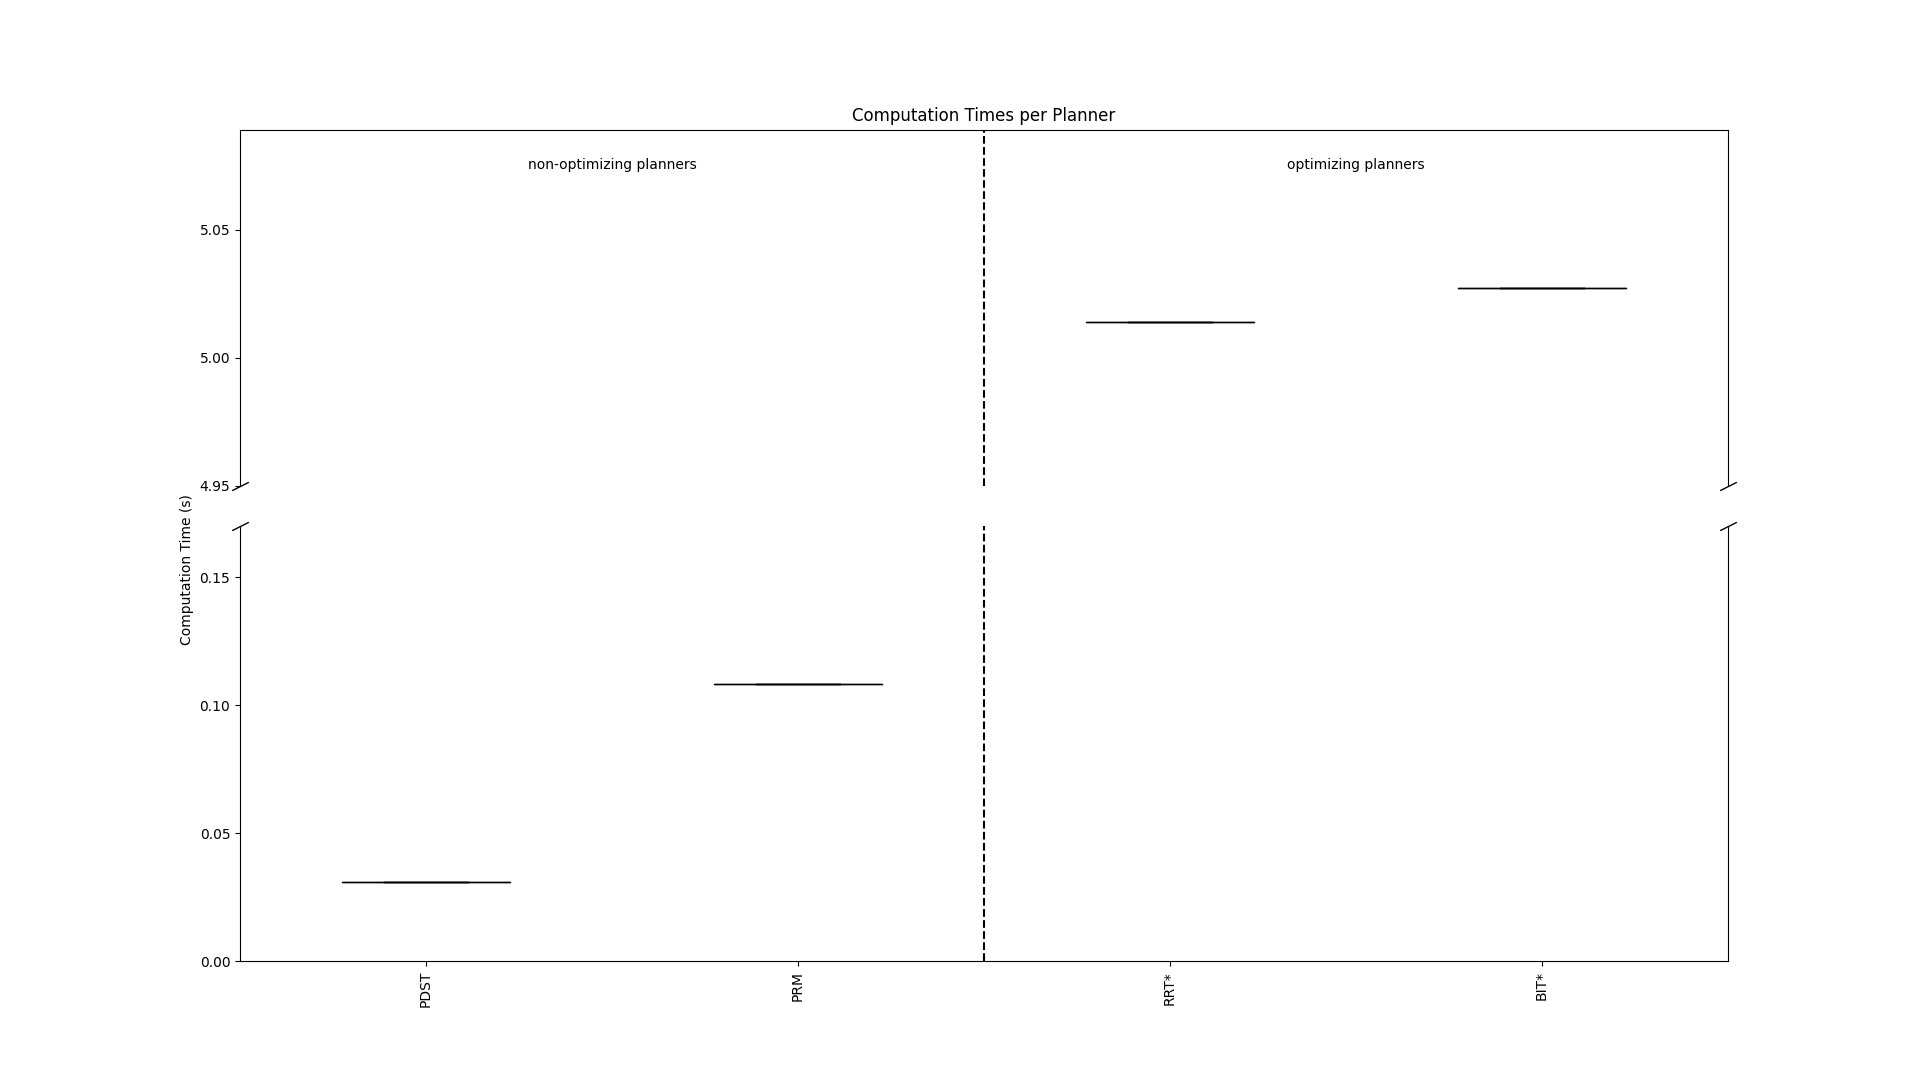 Computation Times per Planner
non-optimizing planners
optimizing planners
5.05
5.00
4.95
Computation Time (s)
0.15
0.10
0.05
0.00
PDST
PRM
RRT*
BIT*